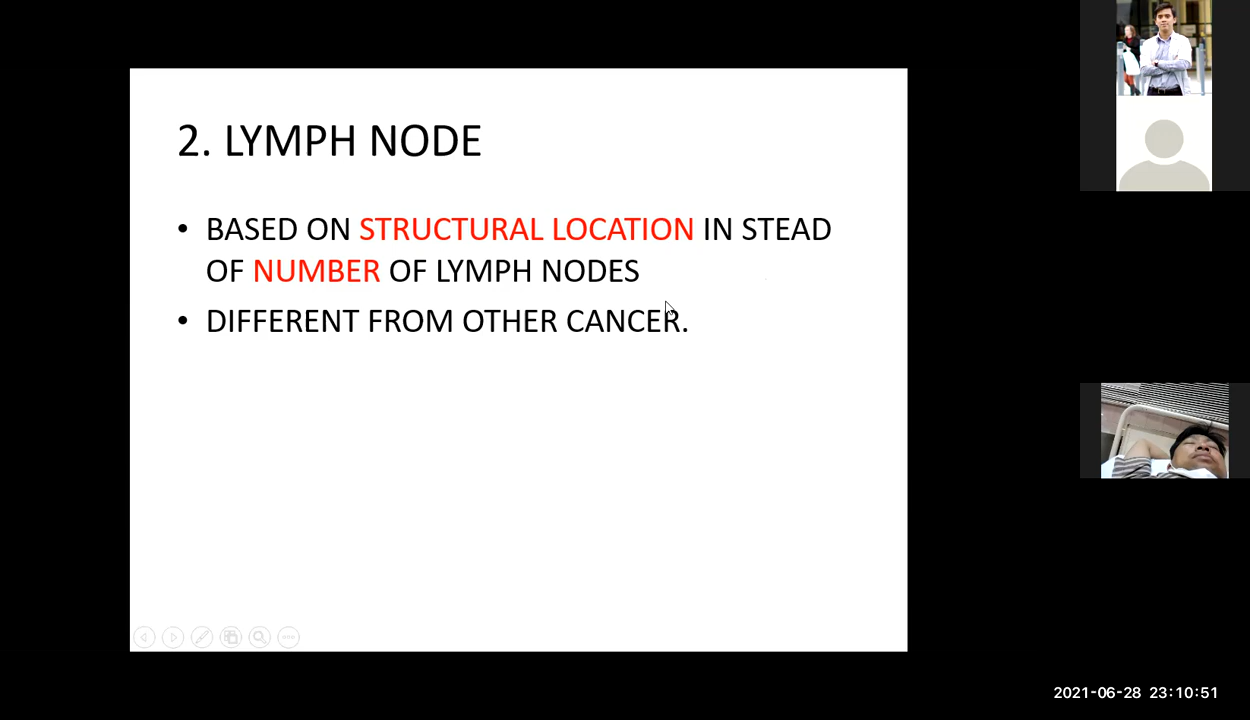 2. LYMPH NODE
• BASED ON STRUCTURAL LOCATION IN STEAD
OF NUMBER OF LYMPH NODES
• DIFFERENT FROM OTHER CANCER.
2021-06-28 23:10:51